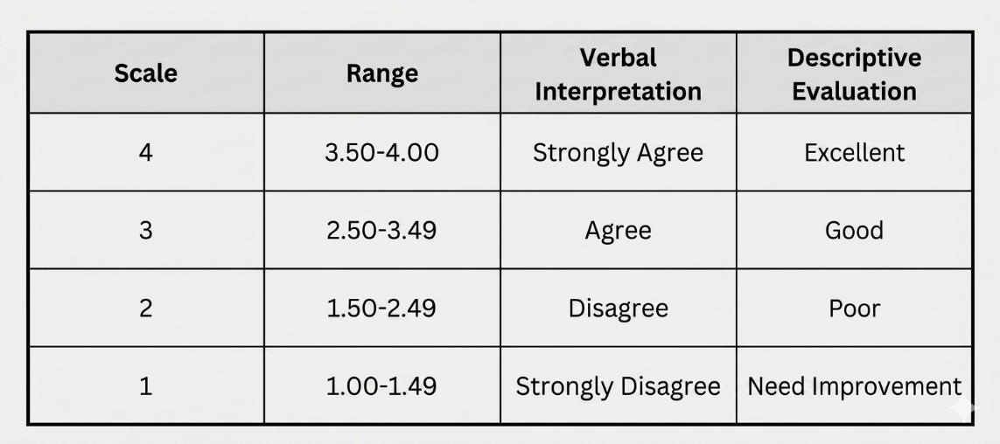 Scale Range Verbal Interpretation Descriptive Evaluation
4 3.50-4.00 Strongly Agree Excellent
3 2.50-3.49 Agree Good
2 1.50-2.49 Disagree Poor
1 1.00-1.49 Strongly Disagree Need Improvement